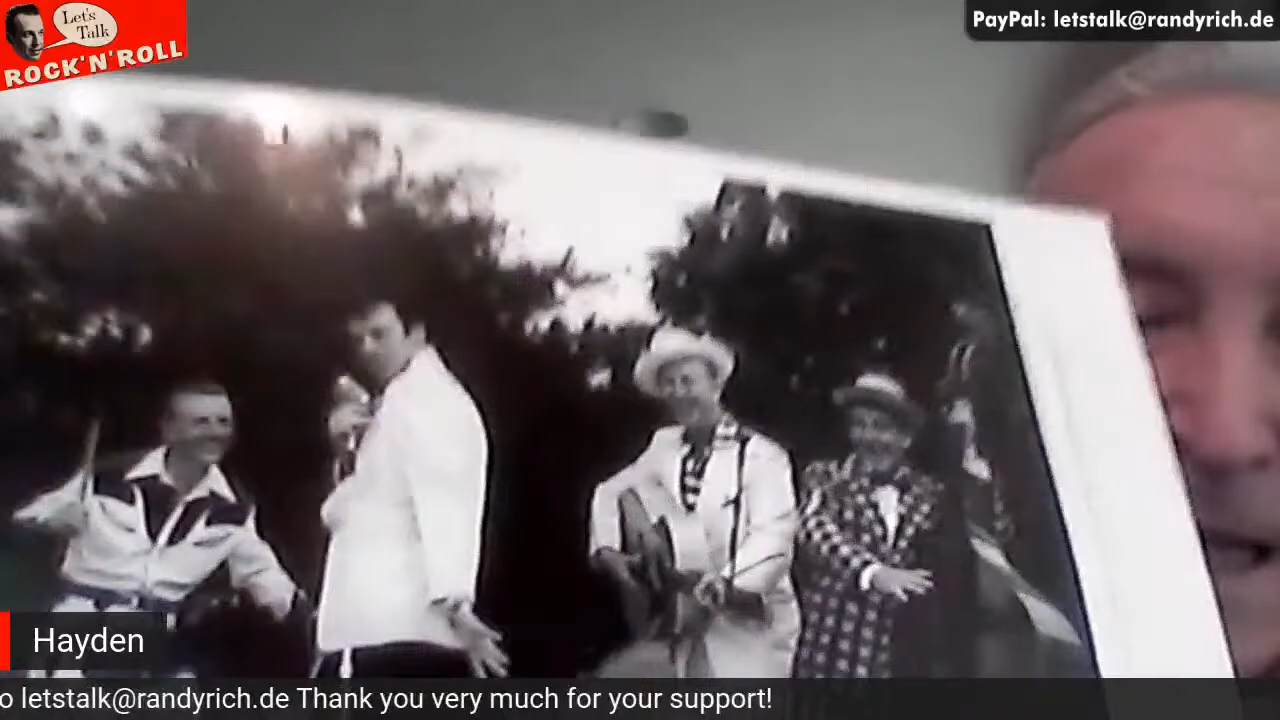 Let's
Talk
ROCK'N'ROLL
PayPal: letstalk@randyrich.de
Hayden
o letstalk@randyrich.de Thank you very much for your support!